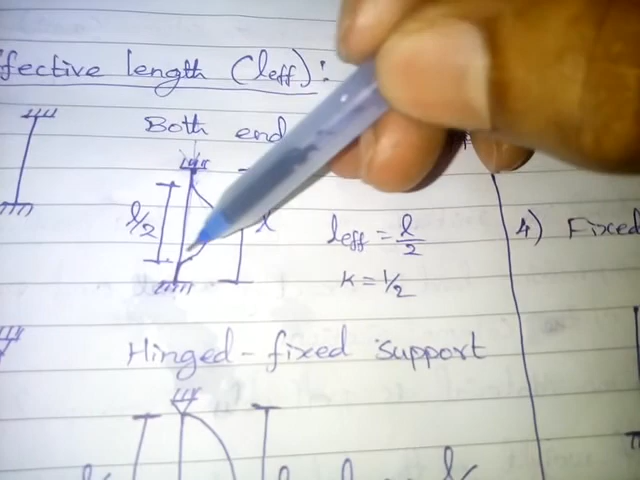 ffective length (leff):
Both end
l/2
l
leff = l/2
K = 1/2
4) Fixed
Hinged - fixed support